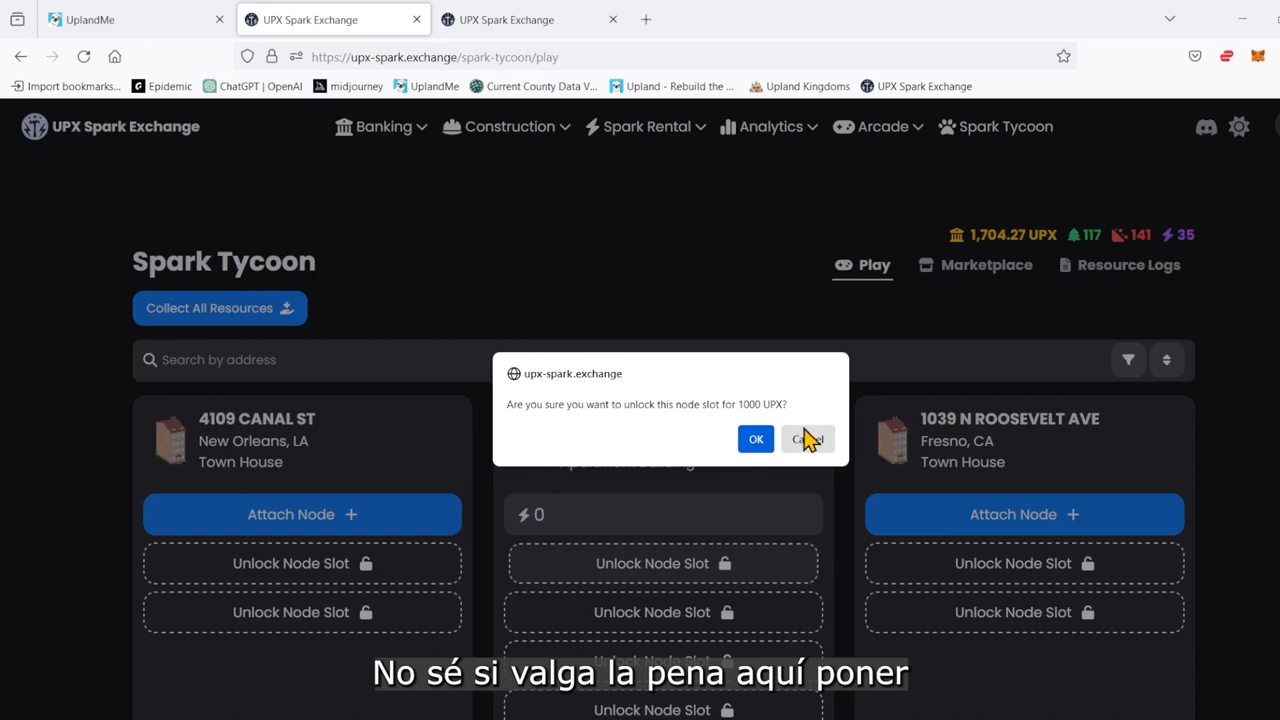 UplandMe
UPX Spark Exchange
UPX Spark Exchange
https://upx-spark.exchange/spark-tycoon/play
Import bookmarks...
Epidemic
ChatGPT | OpenAI
midjourney
UplandMe
Current County Data V...
Upland - Rebuild the ...
Upland Kingdoms
UPX Spark Exchange
UPX Spark Exchange
Banking
Construction
Spark Rental
Analytics
Arcade
Spark Tycoon
1,704.27 UPX 117 141 35
Spark Tycoon
Play
Marketplace
Resource Logs
Collect All Resources
Search by address
upx-spark.exchange
Are you sure you want to unlock this node slot for 1000 UPX?
OK
Cancel
4109 CANAL ST
New Orleans, LA
Town House
Attach Node +
Unlock Node Slot
Unlock Node Slot
Apartment Building
0
Unlock Node Slot
Unlock Node Slot
Unlock Node Slot
1039 N ROOSEVELT AVE
Fresno, CA
Town House
Attach Node +
Unlock Node Slot
Unlock Node Slot
No sé si valga la pena aquí poner